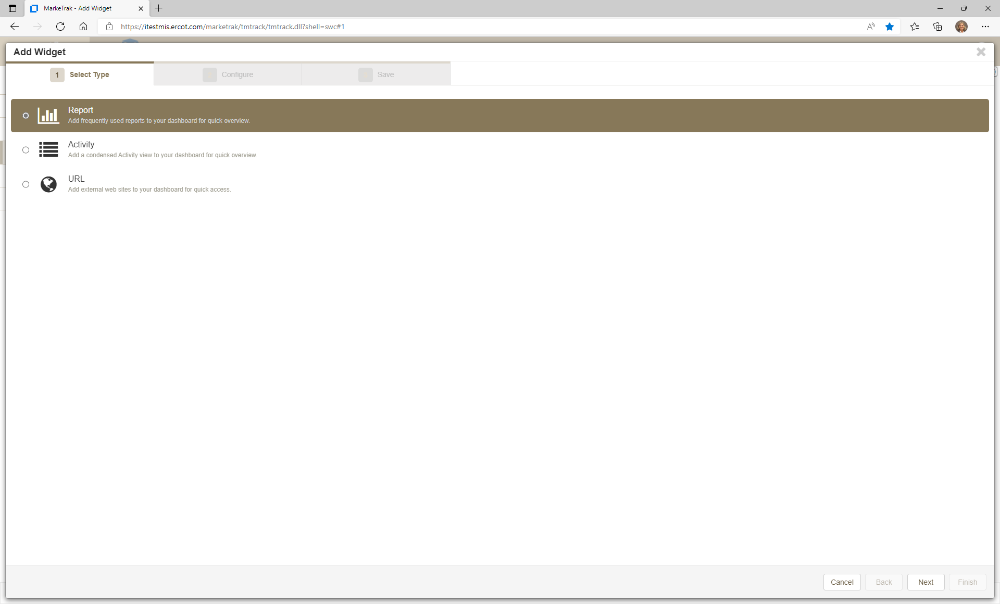 MarkeTrak - Add Widget
https://itestmis.ercot.com/marketrak/tmtrack/tmtrack.dll?shell=swc#1
Add Widget
1 Select Type
Configure
Save
Report
Add frequently used reports to your dashboard for quick overview.
Activity
Add a condensed Activity view to your dashboard for quick overview.
URL
Add external web sites to your dashboard for quick access.
Cancel Back Next Finish